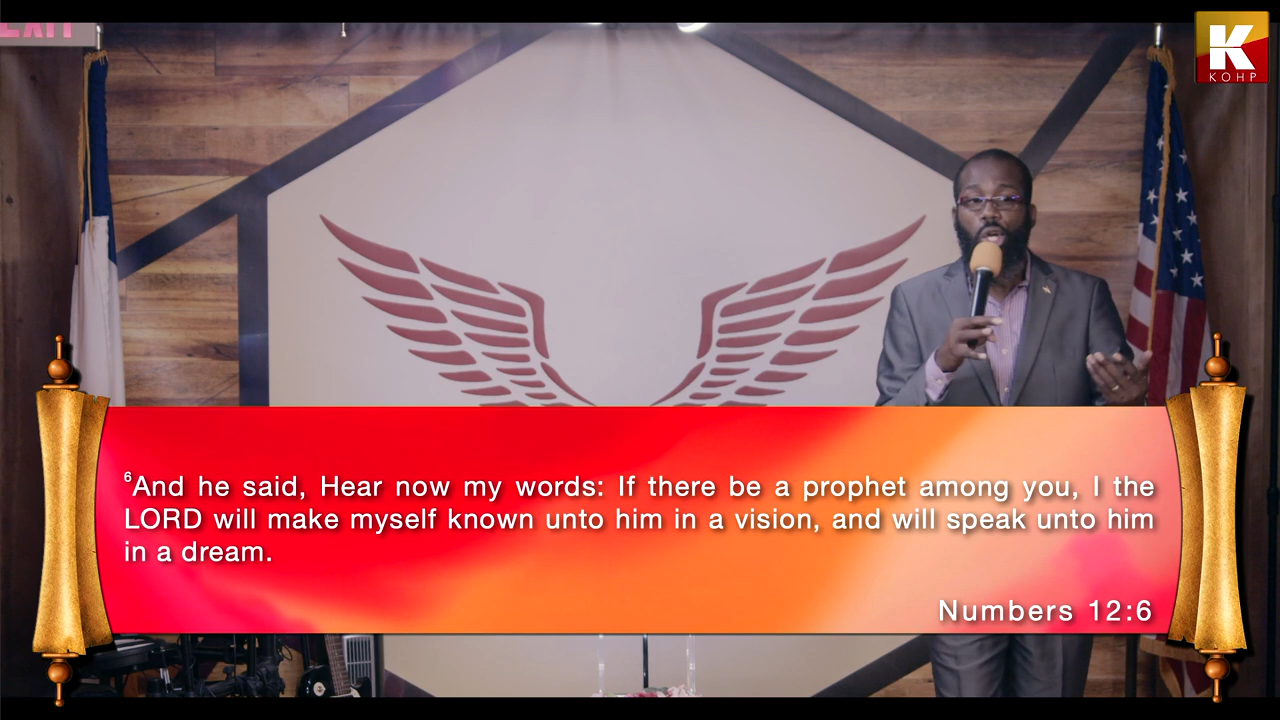 EXIT
K
KOHP
⁶And he said, Hear now my words: If there be a prophet among you, I the
LORD will make myself known unto him in a vision, and will speak unto him
in a dream.
Numbers 12:6